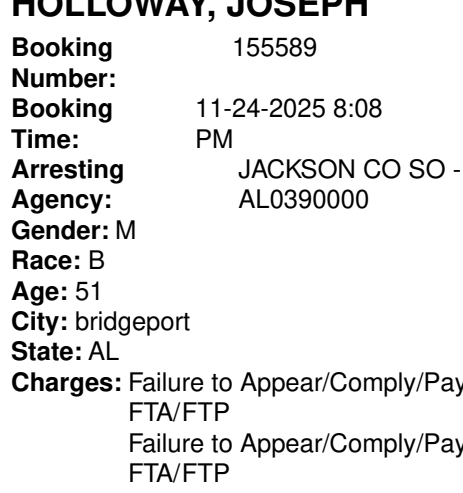 HOLLOWAY, JOSEPH
Booking Number: 155589
Booking Time: 11-24-2025 8:08 PM
Arresting Agency: JACKSON CO SO - AL0390000
Gender: M
Race: B
Age: 51
City: bridgeport
State: AL
Charges: Failure to Appear/Comply/Pay
FTA/FTP
Failure to Appear/Comply/Pay
FTA/FTP